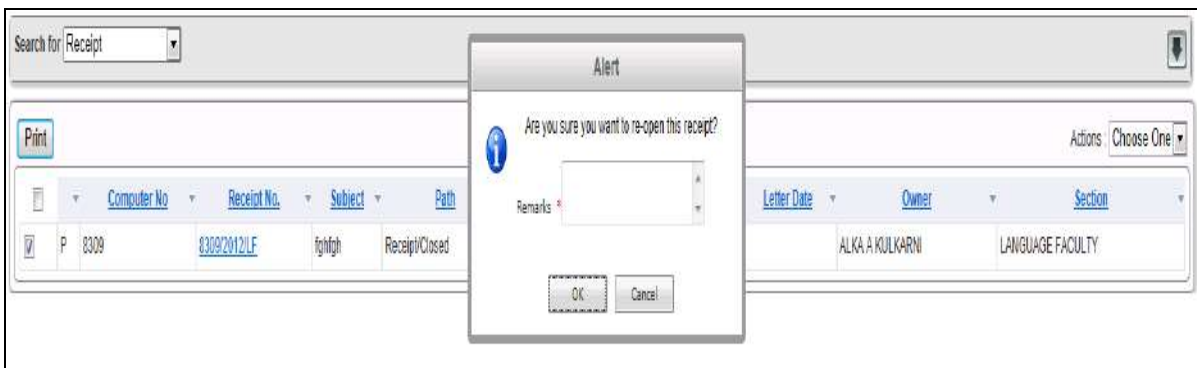 Search for Receipt
Alert
Are you sure you want to re-open this receipt?
Remarks *
OK Cancel
Print
Actions : Choose One
Computer No Receipt No. Subject Path Letter Date Owner Section
P 8309 8309/2012/LF fghfgh Receipt/Closed ALKA A KULKARNI LANGUAGE FACULTY